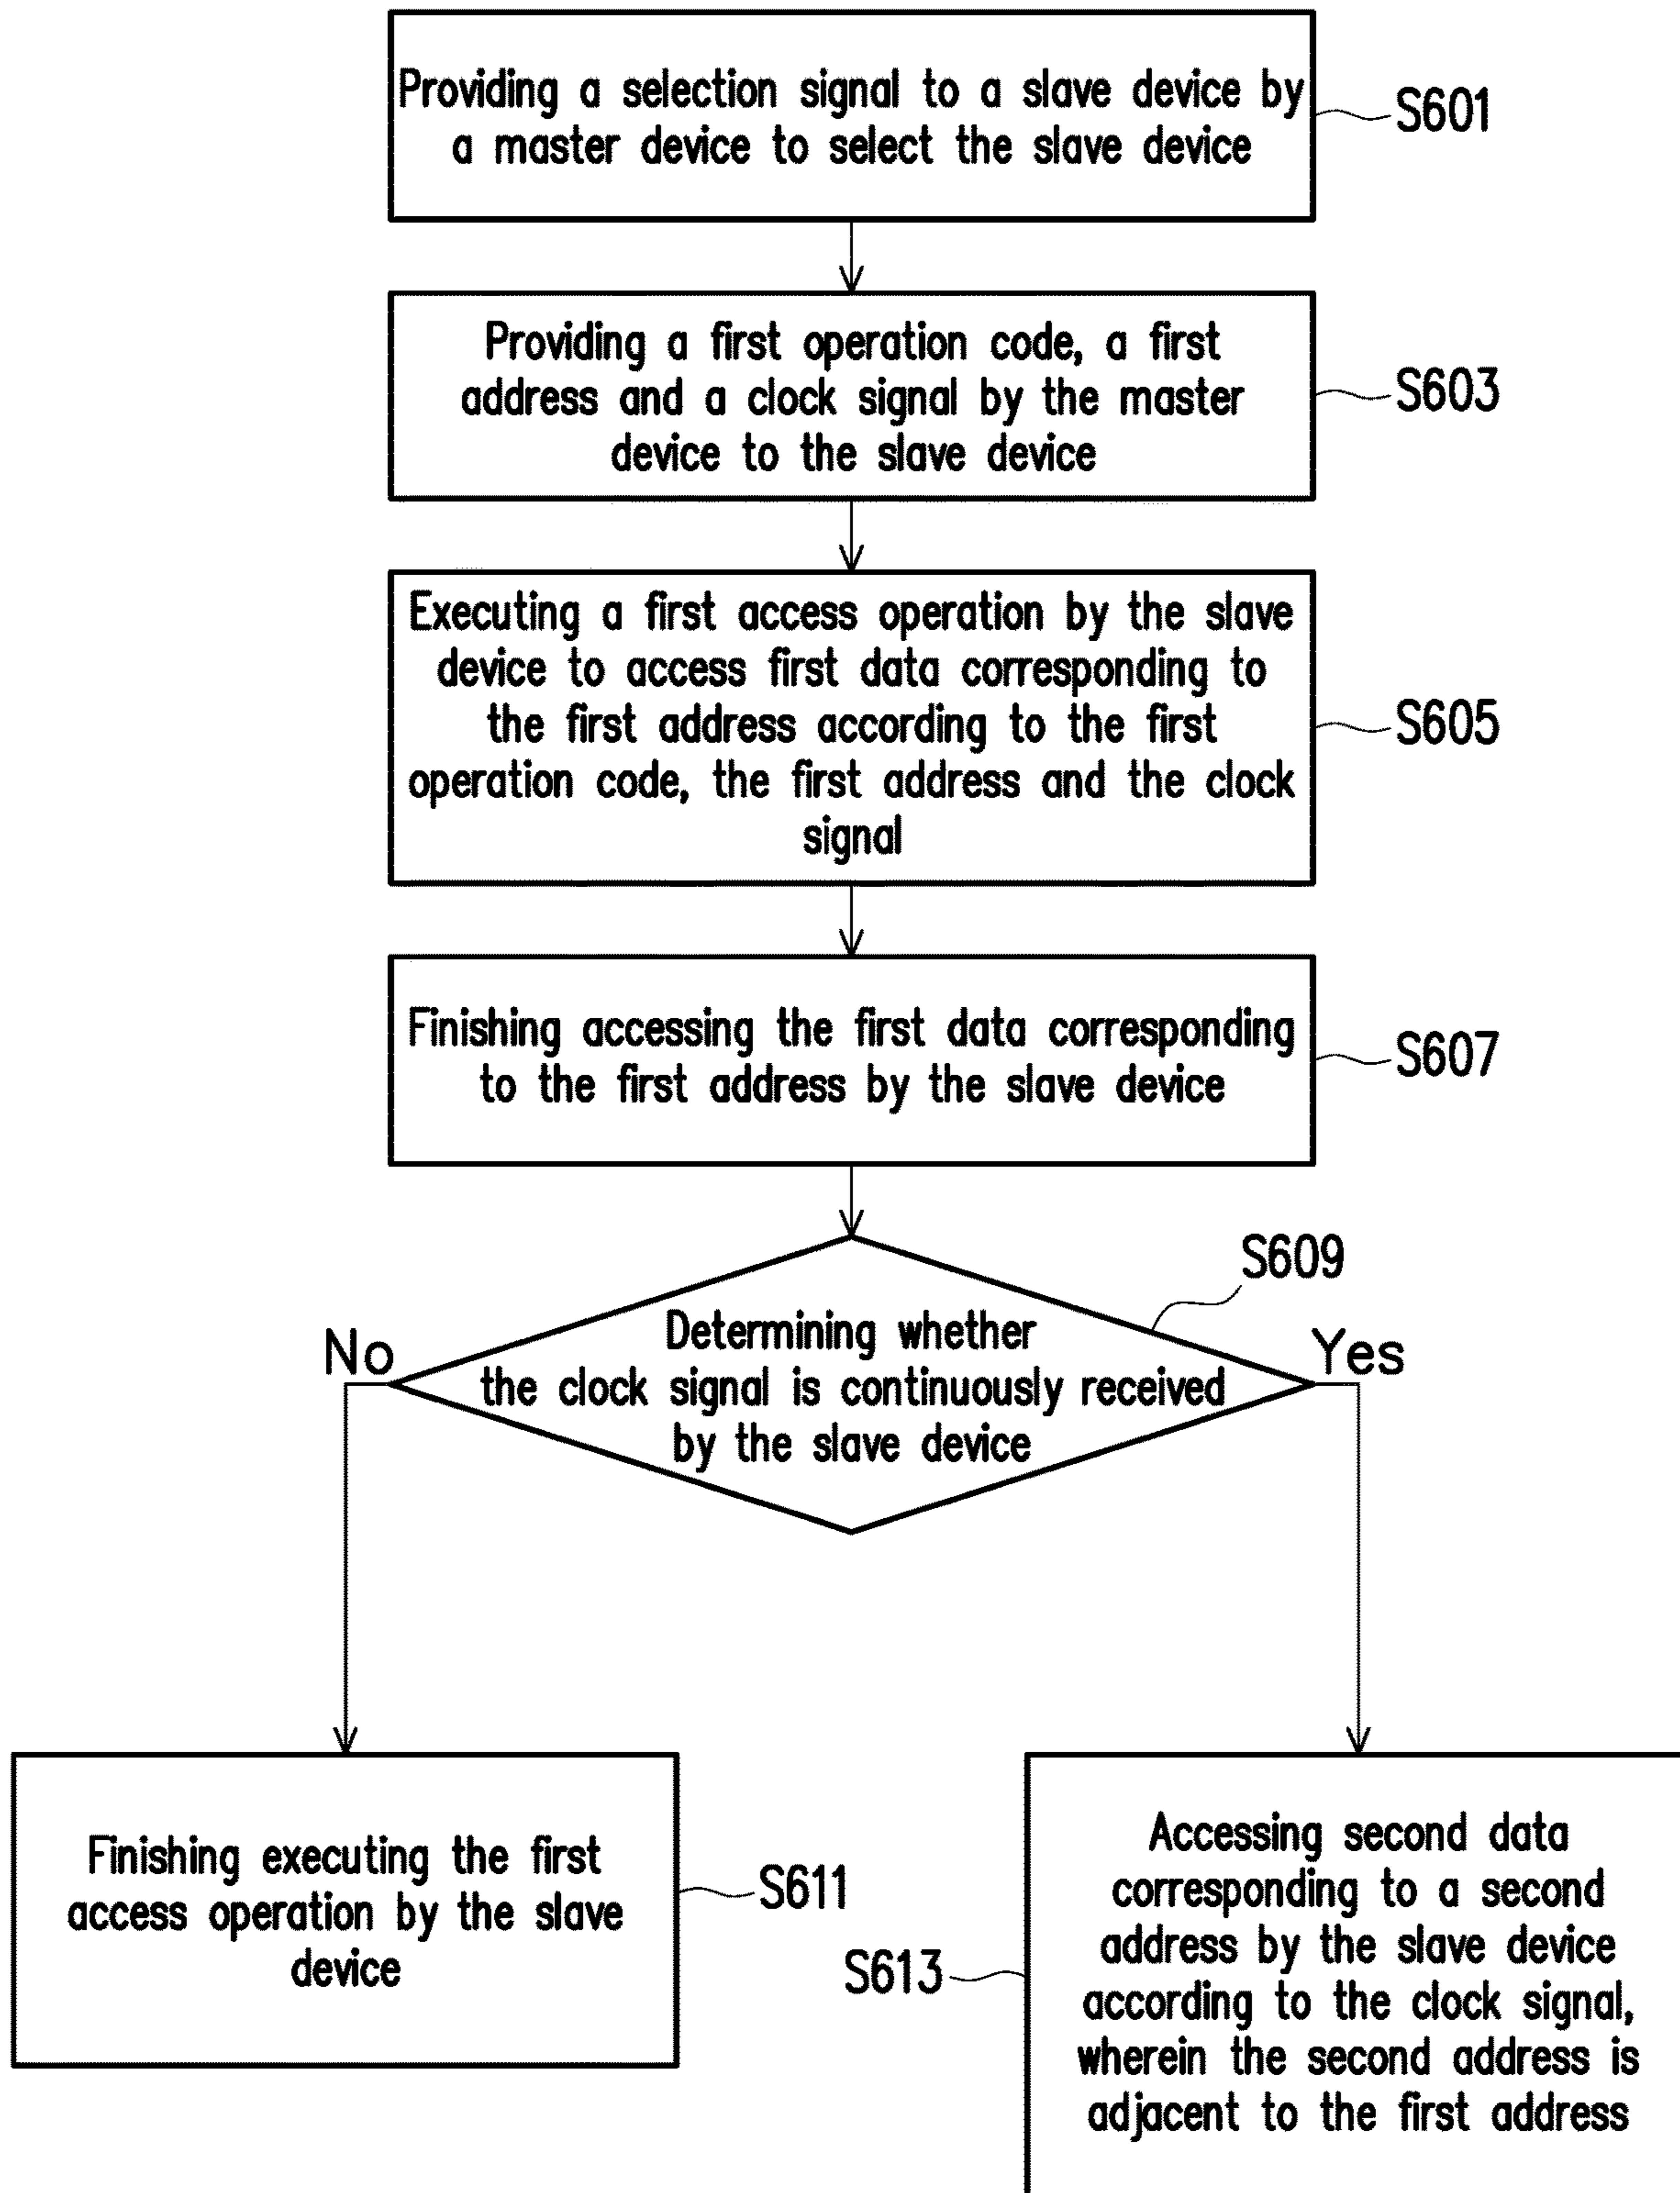 Providing a selection signal to a slave device by
a master device to select the slave device
S601
Providing a first operation code, a first
address and a clock signal by the master
device to the slave device
S603
Executing a first access operation by the slave
device to access first data corresponding to
the first address according to the first
operation code, the first address and the clock
signal
S605
Finishing accessing the first data corresponding
to the first address by the slave device
S607
S609
Determining whether
the clock signal is continuously received
by the slave device
No
Yes
Finishing executing the first
access operation by the slave
device
S611
S613
Accessing second data
corresponding to a second
address by the slave device
according to the clock signal,
wherein the second address is
adjacent to the first address